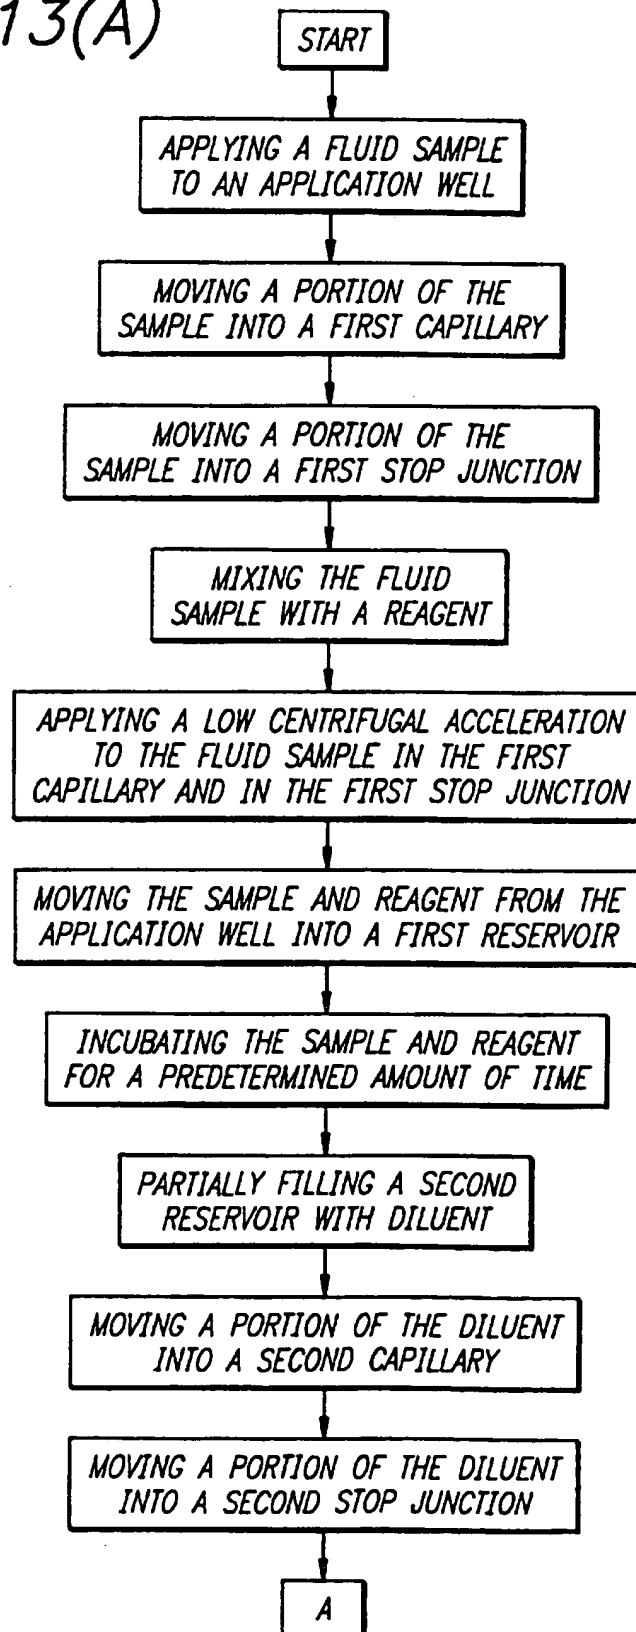 13(A)
START
APPLYING A FLUID SAMPLE
TO AN APPLICATION WELL
MOVING A PORTION OF THE
SAMPLE INTO A FIRST CAPILLARY
MOVING A PORTION OF THE
SAMPLE INTO A FIRST STOP JUNCTION
MIXING THE FLUID
SAMPLE WITH A REAGENT
APPLYING A LOW CENTRIFUGAL ACCELERATION
TO THE FLUID SAMPLE IN THE FIRST
CAPILLARY AND IN THE FIRST STOP JUNCTION
MOVING THE SAMPLE AND REAGENT FROM THE
APPLICATION WELL INTO A FIRST RESERVOIR
INCUBATING THE SAMPLE AND REAGENT
FOR A PREDETERMINED AMOUNT OF TIME
PARTIALLY FILLING A SECOND
RESERVOIR WITH DILUENT
MOVING A PORTION OF THE DILUENT
INTO A SECOND CAPILLARY
MOVING A PORTION OF THE DILUENT
INTO A SECOND STOP JUNCTION
A